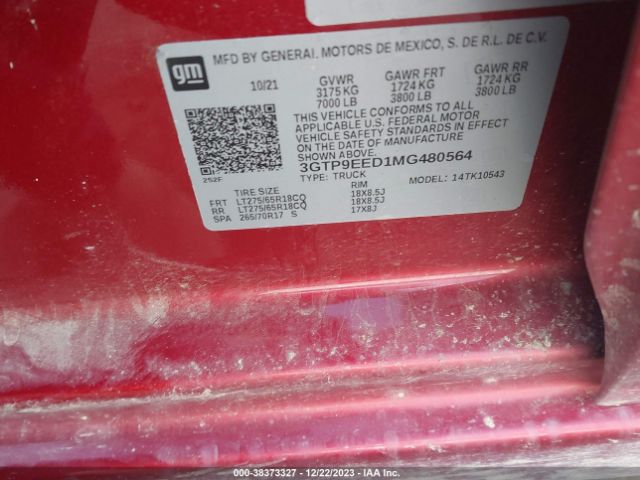 gm
MFD BY GENERAL MOTORS DE MEXICO, S. DE R.L. DE C.V.
10/21 GVWR GAWR FRT GAWR RR
3175 KG 1724 KG 1724 KG
7000 LB 3800 LB 3800 LB
THIS VEHICLE CONFORMS TO ALL
APPLICABLE U.S. FEDERAL MOTOR
VEHICLE SAFETY STANDARDS IN EFFECT
ON THE DATE OF MANUFACTURE
SHOWN ABOVE.
3GTP9EED1MG480564
2S2F TYPE: TRUCK MODEL: 14TK10543
TIRE SIZE RIM
FRT LT275/65R18CQ 18X8.5J
RR LT275/65R18CQ 18X8.5J
SPA 265/70R17 S 17X8J
000-38373327 - 12/22/2023 - IAA Inc.